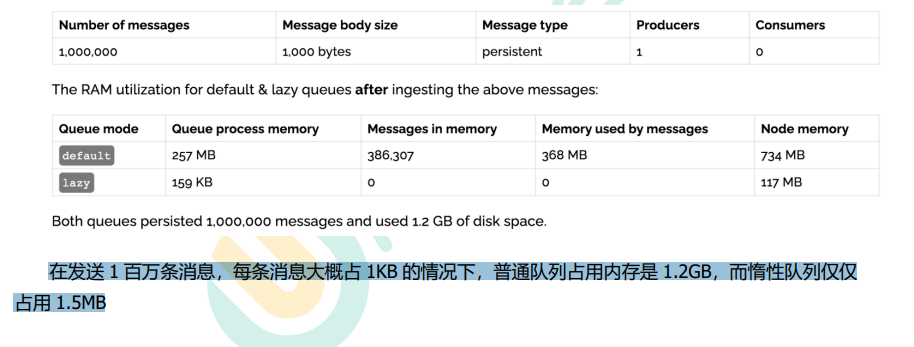 Number of messages Message body size Message type Producers Consumers
1,000,000 1,000 bytes persistent 1 0
The RAM utilization for default & lazy queues after ingesting the above messages:
Queue mode Queue process memory Messages in memory Memory used by messages Node memory
default 257 MB 386,307 368 MB 734 MB
lazy 159 KB 0 0 117 MB
Both queues persisted 1,000,000 messages and used 1.2 GB of disk space.
在发送 1 百万条消息，每条消息大概占 1KB 的情况下，普通队列占用内存是 1.2GB，而惰性队列仅仅
占用 1.5MB